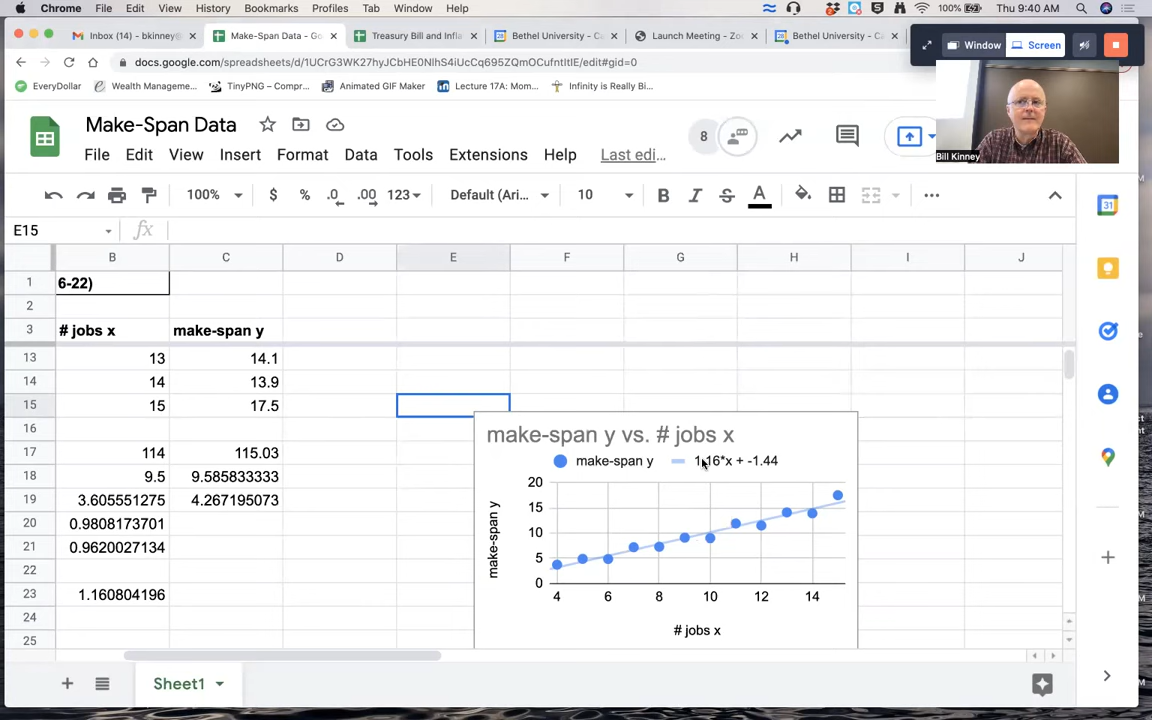 Chrome File Edit View History Bookmarks Profiles Tab Window Help 100% Thu 9:40 AM
Inbox (14) - bkinney@ Make-Span Data - Go Treasury Bill and Infla Bethel University - Ca Launch Meeting - Zo Bethel University - Ca
Window Screen
docs.google.com/spreadsheets/d/1UCrG3WK27hyJCbHE0NlhS4iUcCq695ZQmOCufntItIE/edit#gid=0
EveryDollar Wealth Manageme... TinyPNG – Compr... Animated GIF Maker Lecture 17A: Mom... Infinity is Really Bi...
Make-Span Data
8
Bill Kinney
File Edit View Insert Format Data Tools Extensions Help Last edi...
100% $ % .0 .00 123 Default (Ari... 10 B I S A
E15 fx
31
B C D E F G H I J
1 6-22)
2
3 # jobs x make-span y
13 13 14.1
14 14 13.9
15 15 17.5
16
17 114 115.03
18 9.5 9.585833333
19 3.605551275 4.267195073
20 0.9808173701
21 0.9620027134
22
23 1.160804196
24
25
make-span y vs. # jobs x
make-span y 1.16*x + -1.44
20
15
10
5
0
make-span y
4 6 8 10 12 14
# jobs x
Sheet1